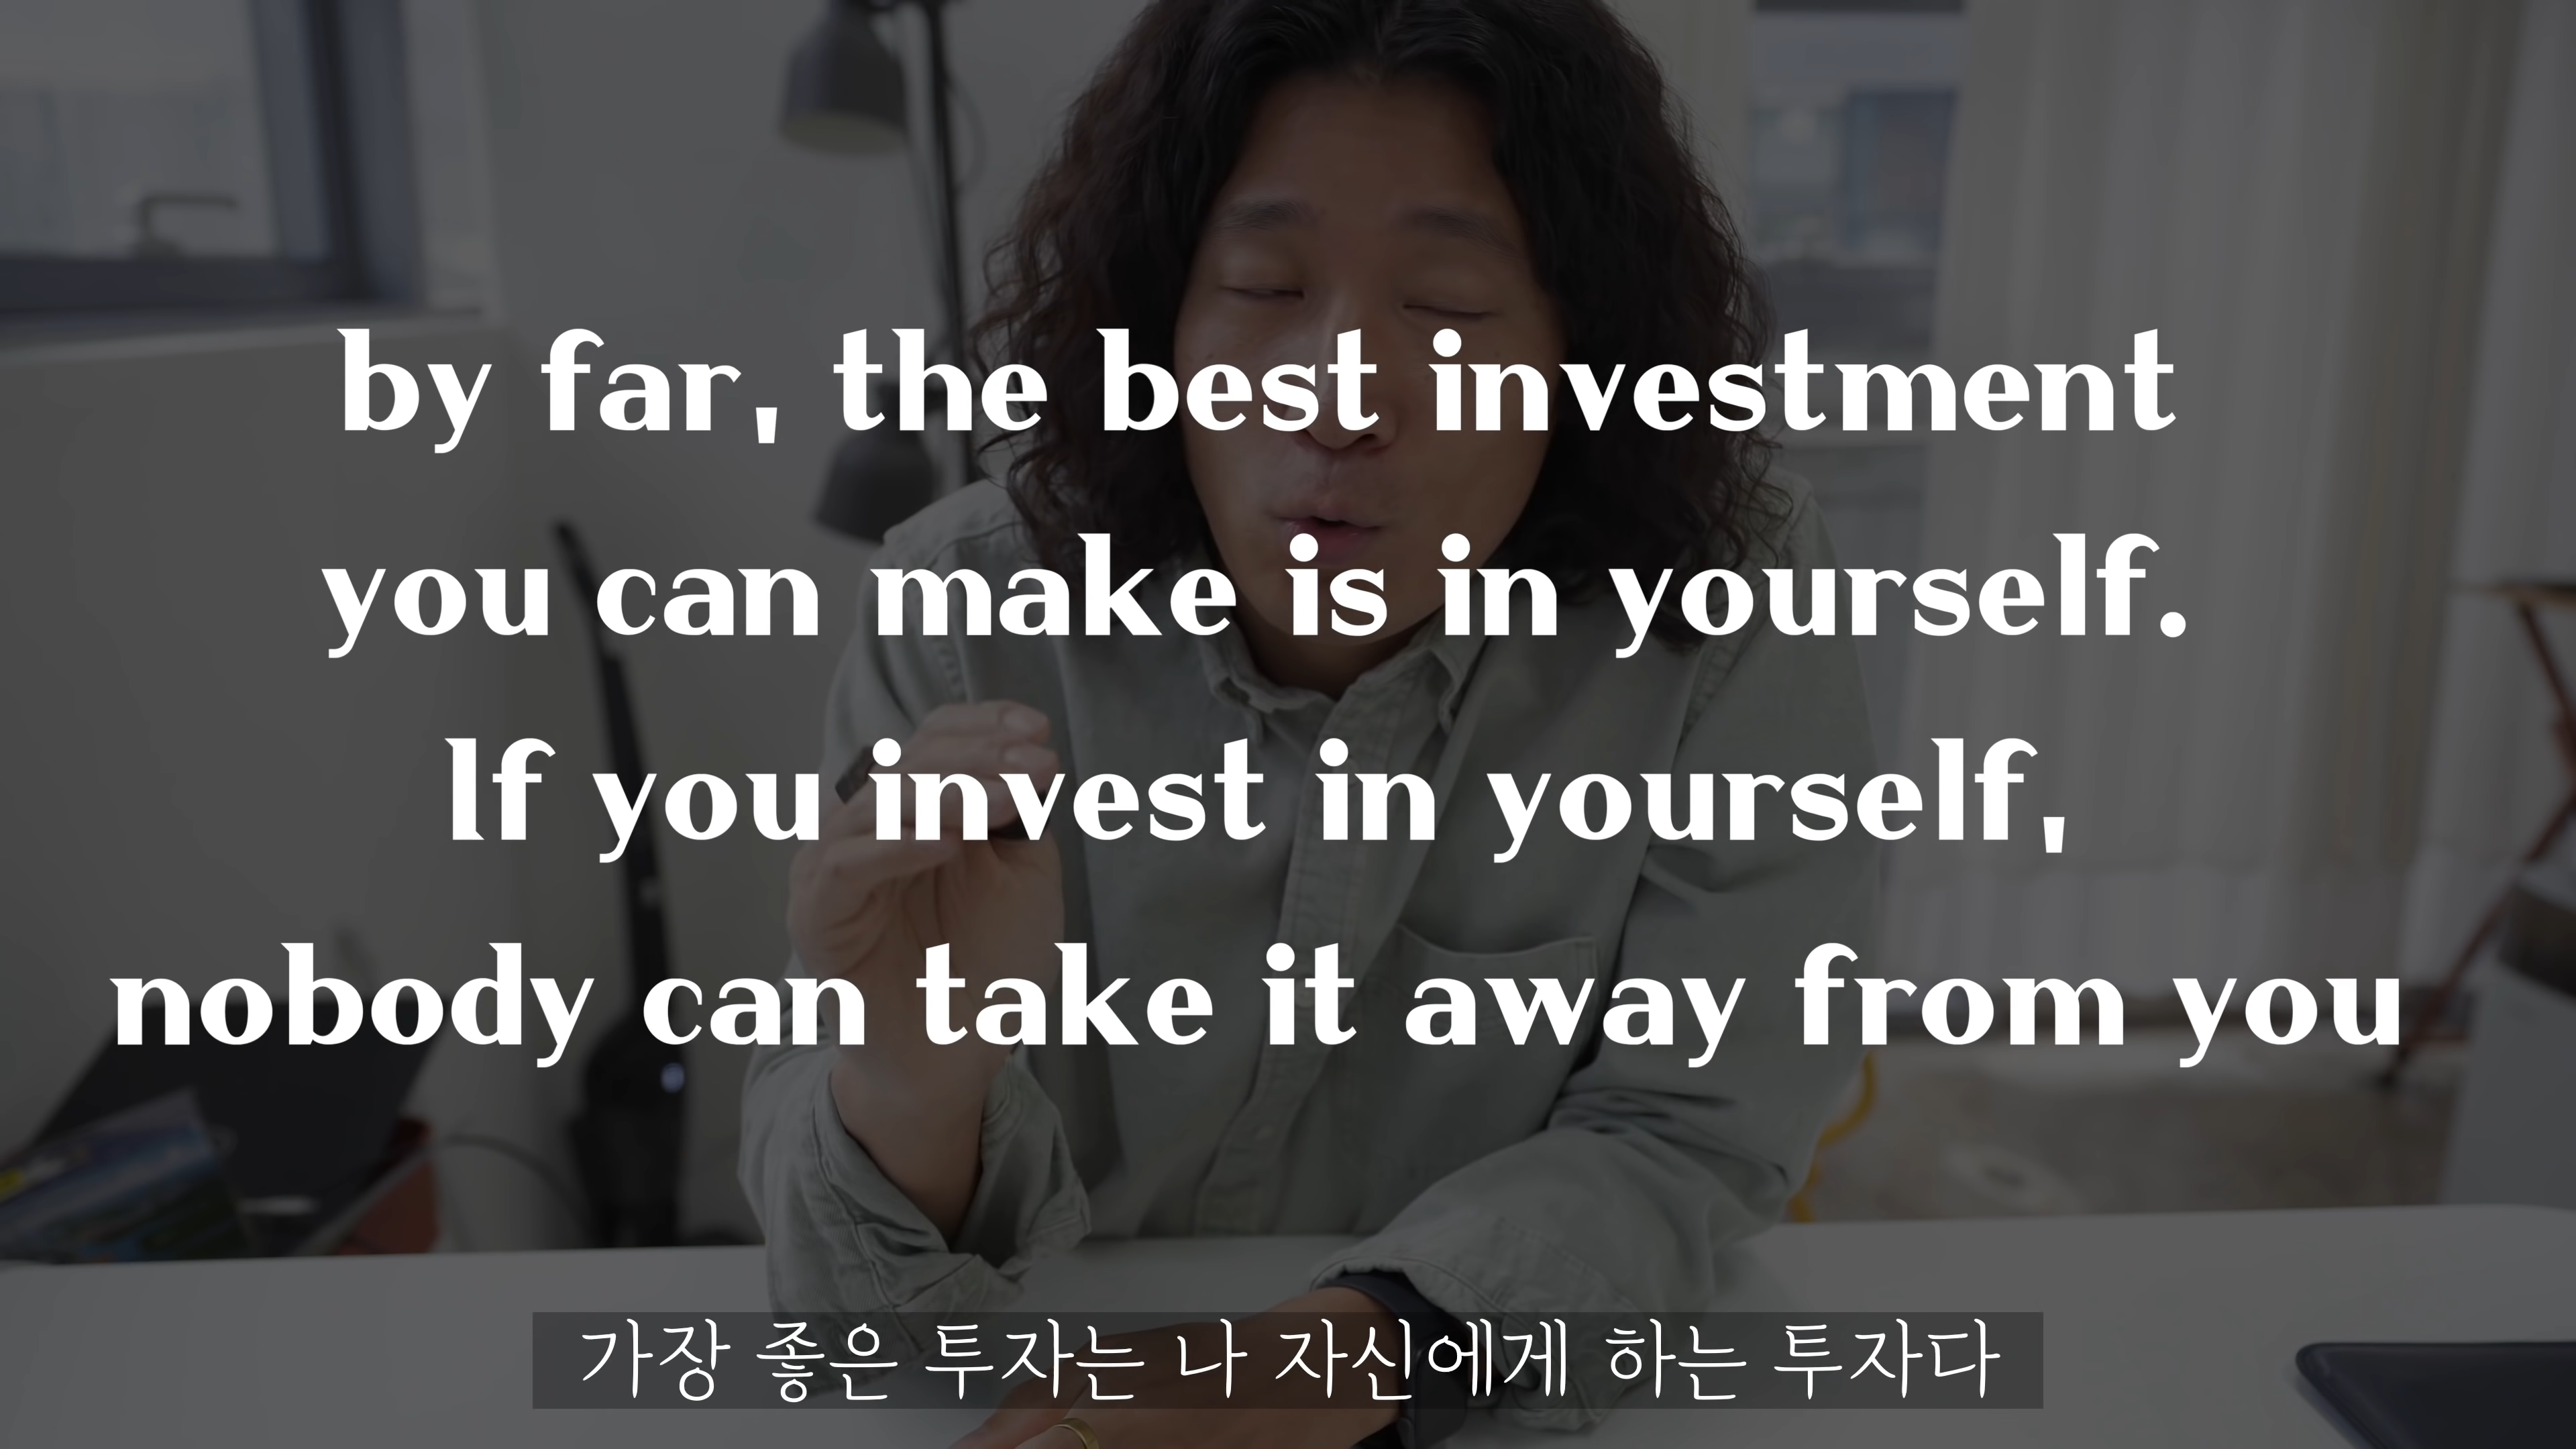 by far, the best investment
you can make is in yourself.
If you invest in yourself,
nobody can take it away from you
가장 좋은 투자는 나 자신에게 하는 투자다